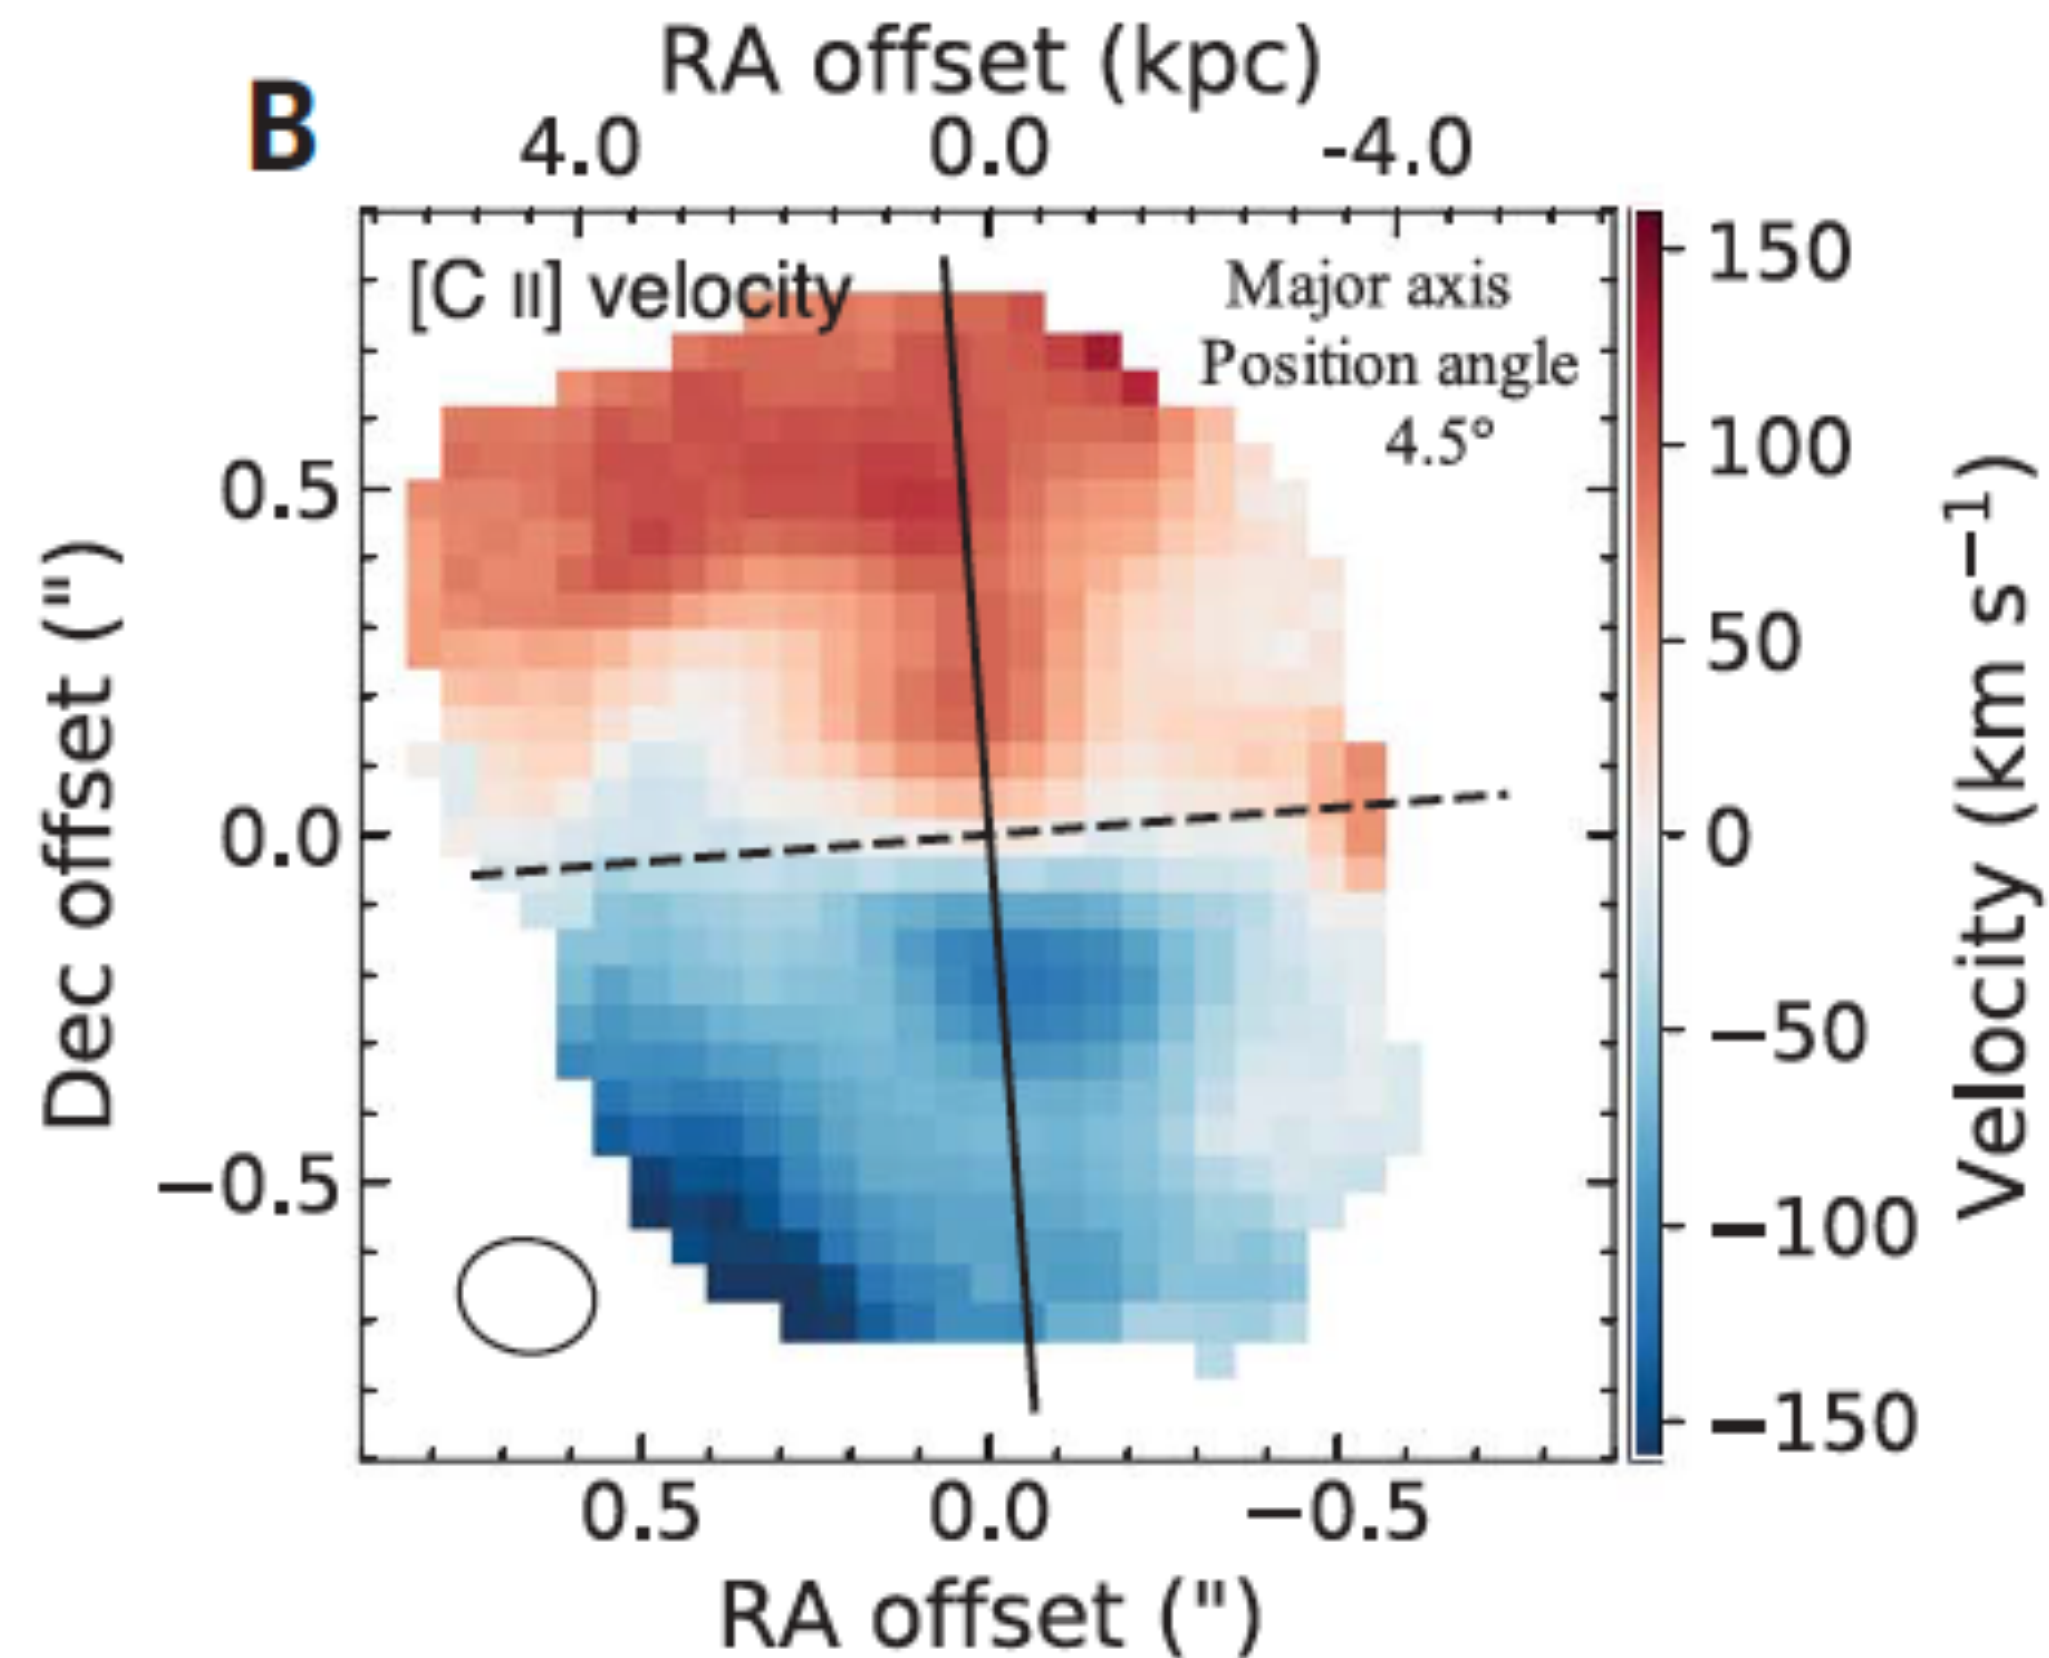 B
RA offset (kpc)
4.0 0.0 -4.0
[C II] velocity
Major axis
Position angle
4.5°
Dec offset (")
0.5
0.0
−0.5
150
100
50
0
−50
−100
−150
Velocity (km s⁻¹)
0.5 0.0 −0.5
RA offset (")